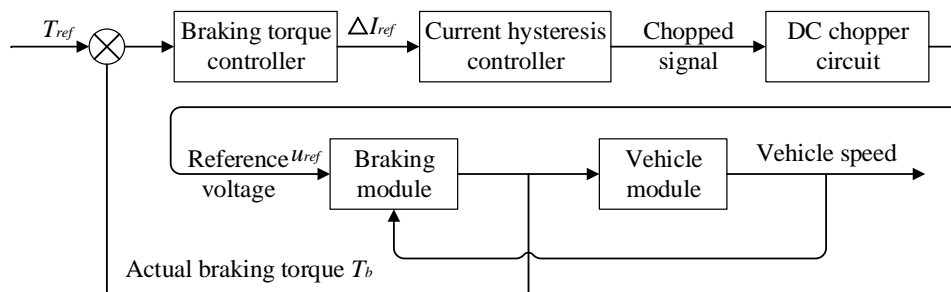 T_ref
Braking torque
controller
ΔI_ref
Current hysteresis
controller
Chopped
signal
DC chopper
circuit
Reference
voltage
u_ref
Braking
module
Vehicle
module
Vehicle speed
Actual braking torque T_b